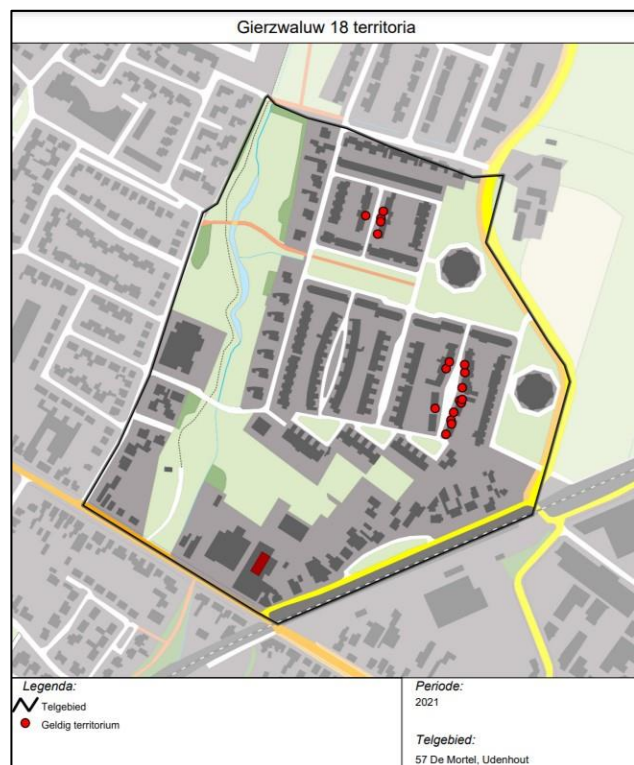 Gierzwaluw 18 territoria
Legenda:
Telgebied
Geldig territorium
Periode:
2021
Telgebied:
57 De Mortel, Udenhout